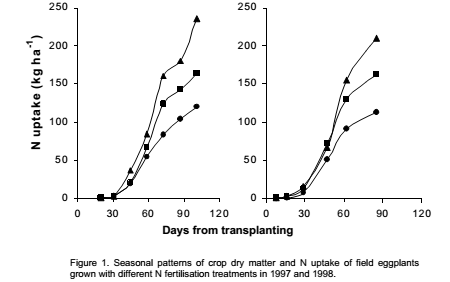 250
200
150
100
50
0
N uptake (kg ha-1)
0 30 60 90 120
250
200
150
100
50
0
0 30 60 90 120
Days from transplanting
Figure 1. Seasonal patterns of crop dry matter and N uptake of field eggplants
grown with different N fertilisation treatments in 1997 and 1998.